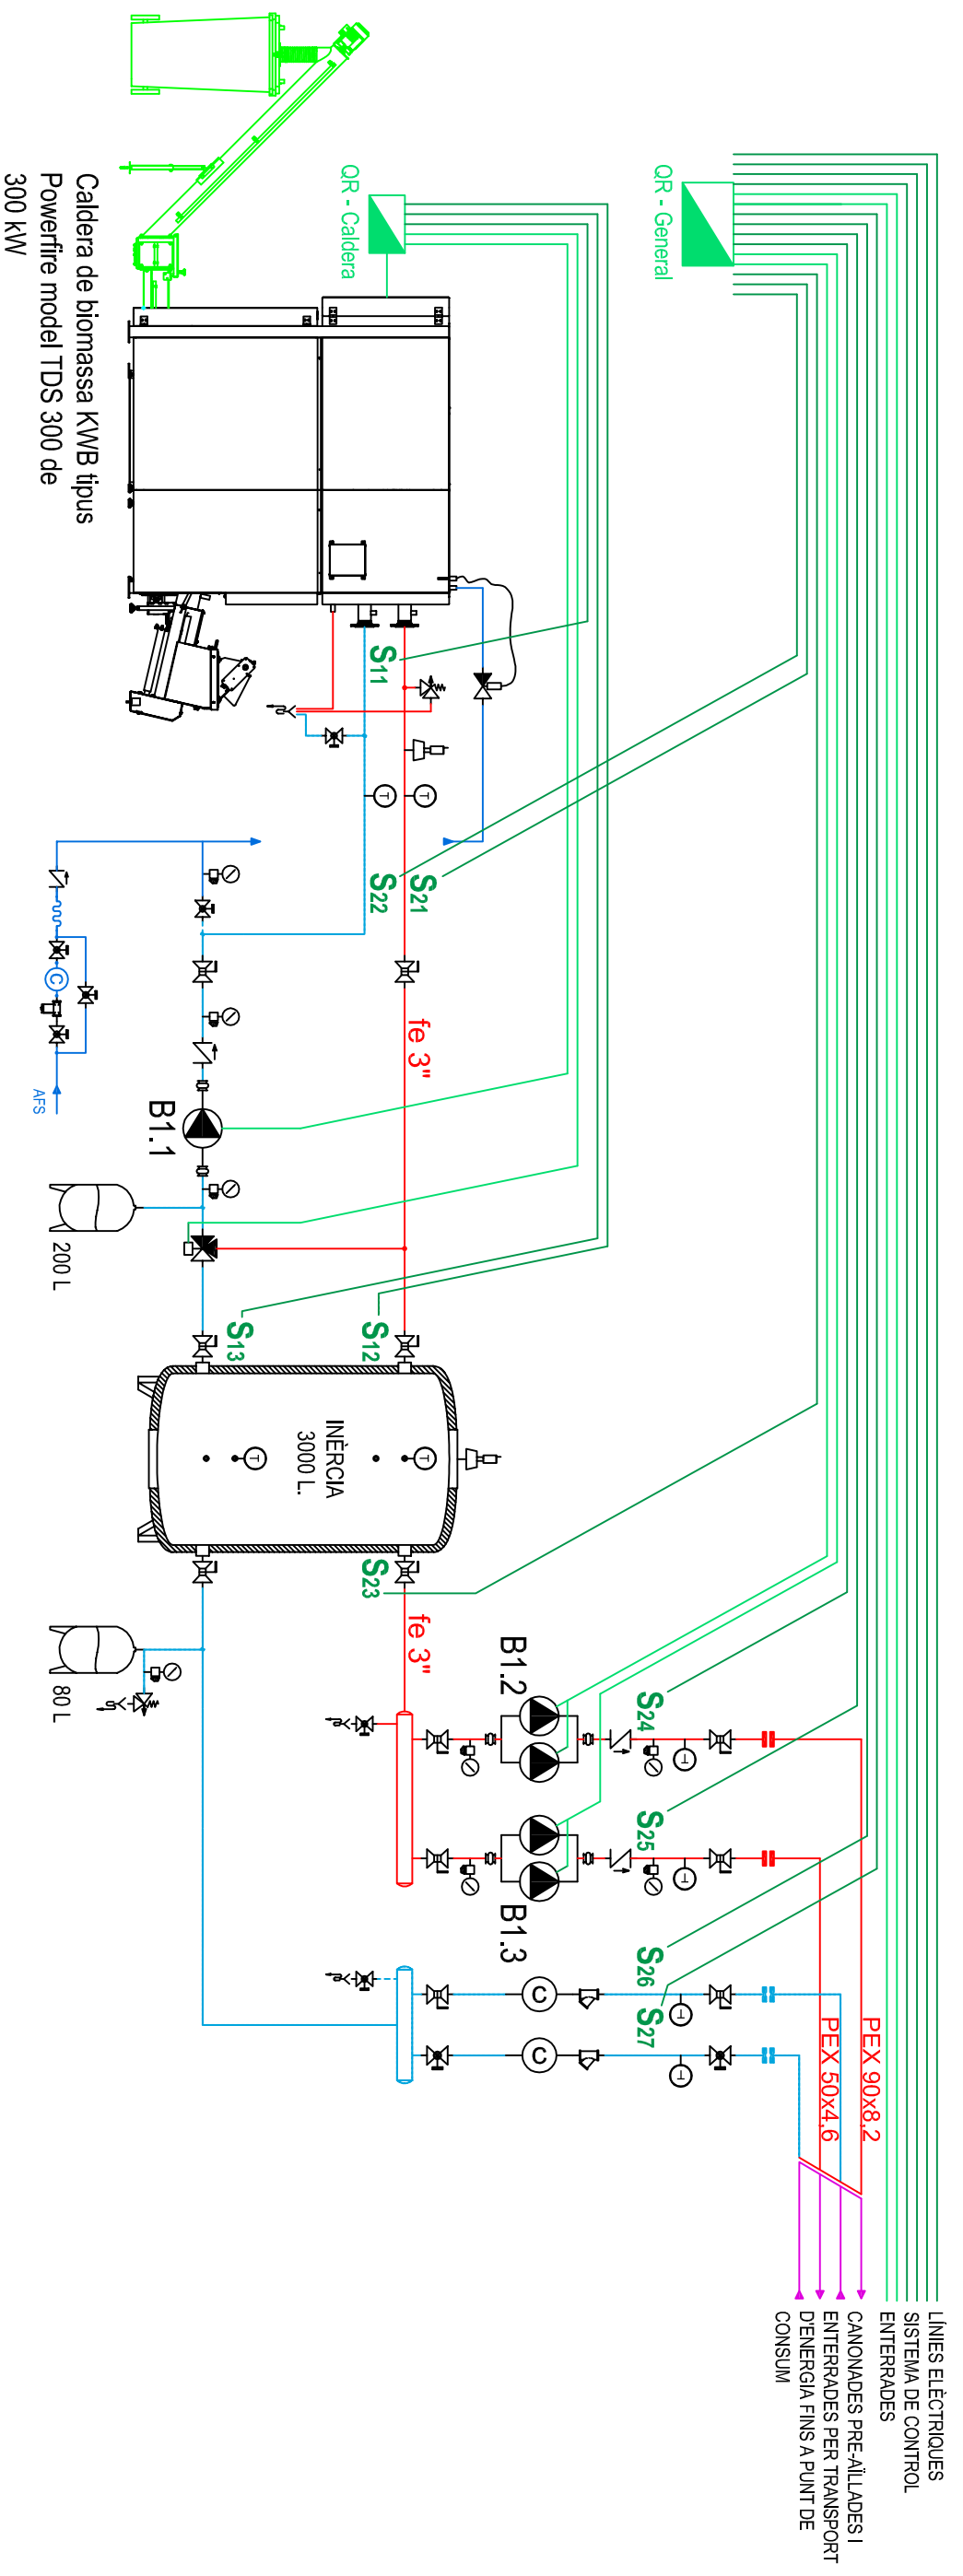 LÍNIES ELÈCTRIQUES
SISTEMA DE CONTROL
ENTERRADES
CANONADES PRE-AÏLLADES I
ENTERRADES PER TRANSPORT
D'ENERGIA FINS A PUNT DE
CONSUM
QR - General
QR - Caldera
Caldera de biomassa KWB tipus
Powerfire model TDS 300 de
300 kW
S11
T
T
S21
S22
fe 3"
C
AFS
B1.1
200 L
S12
S13
INÈRCIA
3000 L.
T
T
S23
fe 3"
80 L
B1.2
B1.3
S24
S25
S26
S27
T
T
T
T
C
C
PEX 90x8,2
PEX 50x4,6